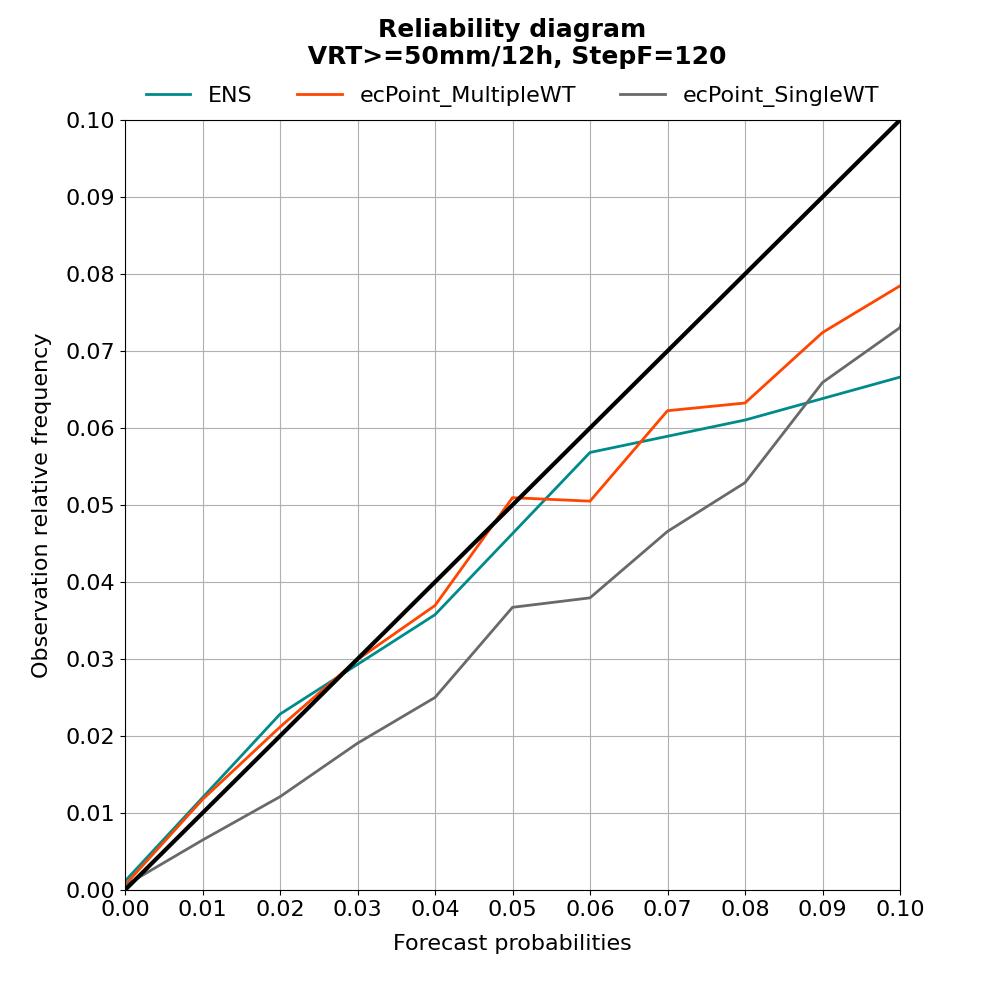 Reliability diagram
VRT>=50mm/12h, StepF=120
ENS ecPoint_MultipleWT ecPoint_SingleWT
0.10
0.09
0.08
0.07
0.06
0.05
0.04
0.03
0.02
0.01
0.00
Observation relative frequency
0.00 0.01 0.02 0.03 0.04 0.05 0.06 0.07 0.08 0.09 0.10
Forecast probabilities